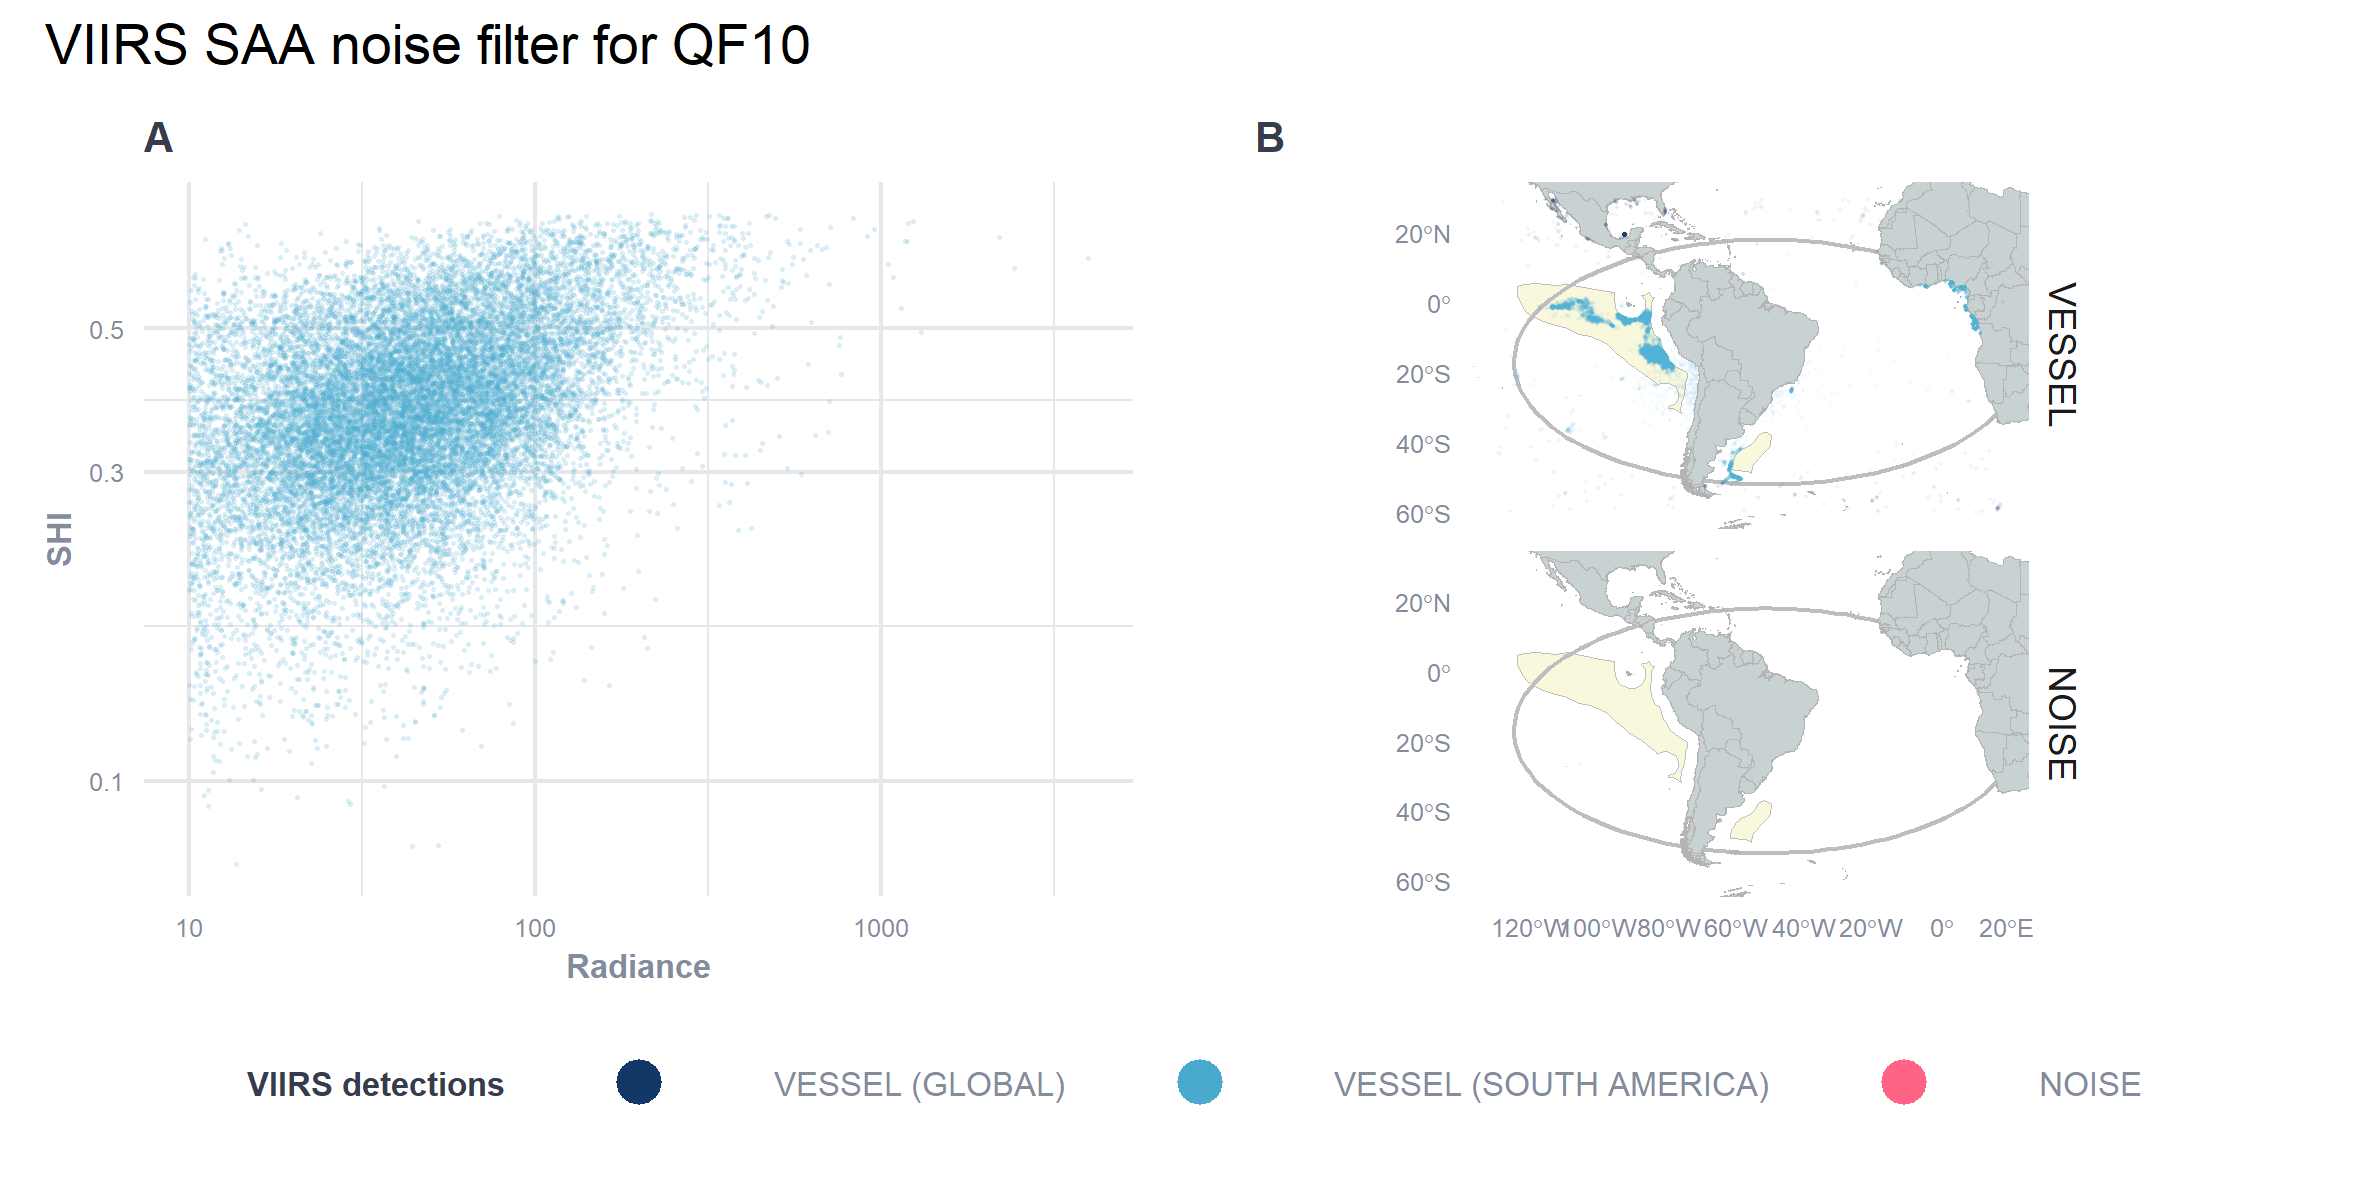 VIIRS SAA noise filter for QF10
A
B
0.5
0.3
0.1
SHI
10
100
1000
Radiance
20°N
0°
20°S
40°S
60°S
VESSEL
20°N
0°
20°S
40°S
60°S
NOISE
120°W 100°W 80°W 60°W 40°W 20°W 0° 20°E
VIIRS detections VESSEL (GLOBAL) VESSEL (SOUTH AMERICA) NOISE